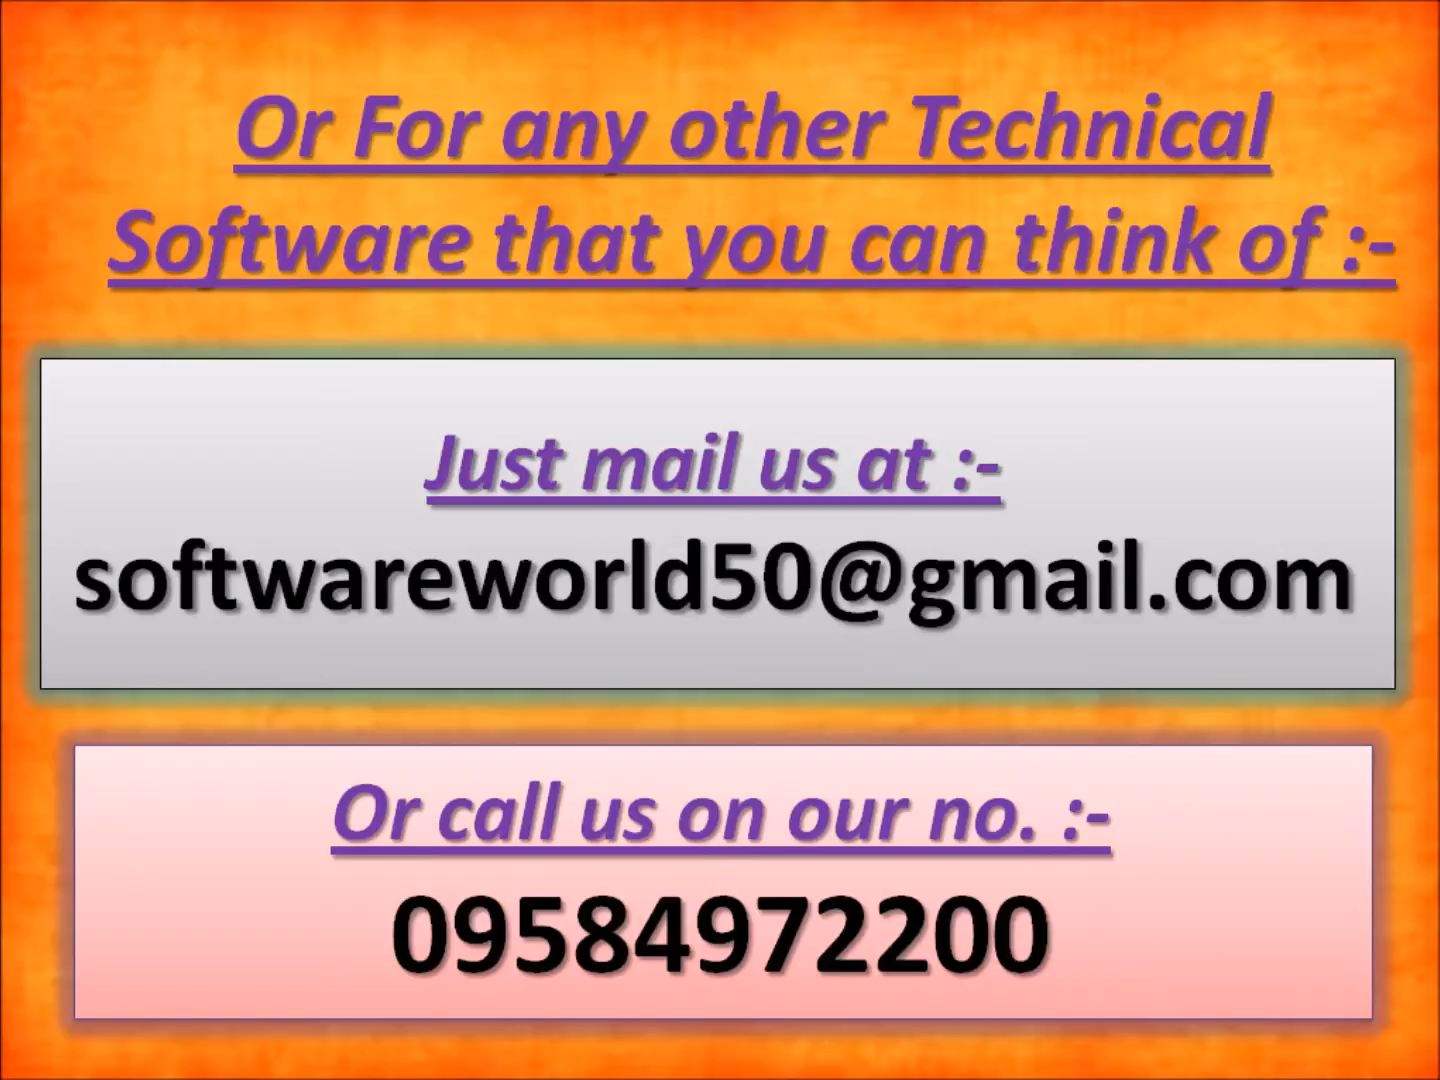 Or For any other Technical
Software that you can think of :-
Just mail us at :-
softwareworld50@gmail.com
Or call us on our no. :-
09584972200